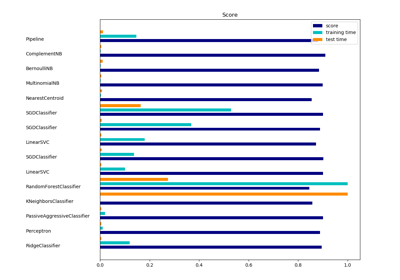 Score
score
training time
test time
Pipeline
ComplementNB
BernoulliNB
MultinomialNB
NearestCentroid
SGDClassifier
SGDClassifier
LinearSVC
SGDClassifier
LinearSVC
RandomForestClassifier
KNeighborsClassifier
PassiveAggressiveClassifier
Perceptron
RidgeClassifier
0.0 0.2 0.4 0.6 0.8 1.0